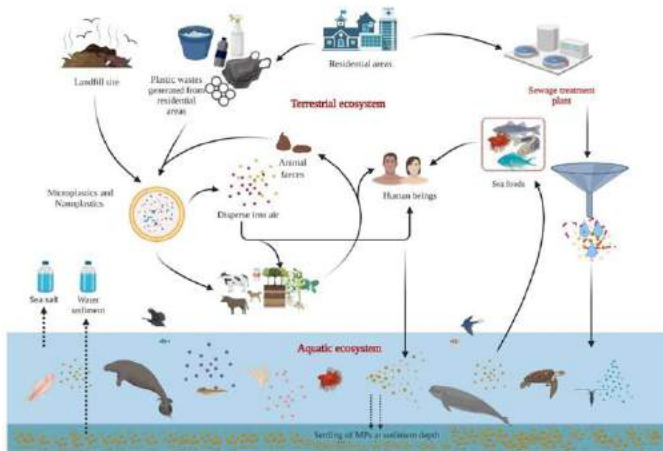 Landfill site
Plastic wastes
generated from
residential
areas
Residential areas
Sewage treatment
plant
Terrestrial ecosystem
Animal
faeces
Microplastics and
Nanoplastics
Disperse into air
Human beings
Sea foods
Sea salt
Water
sediment
Aquatic ecosystem
Settling of MPs at sediment depth